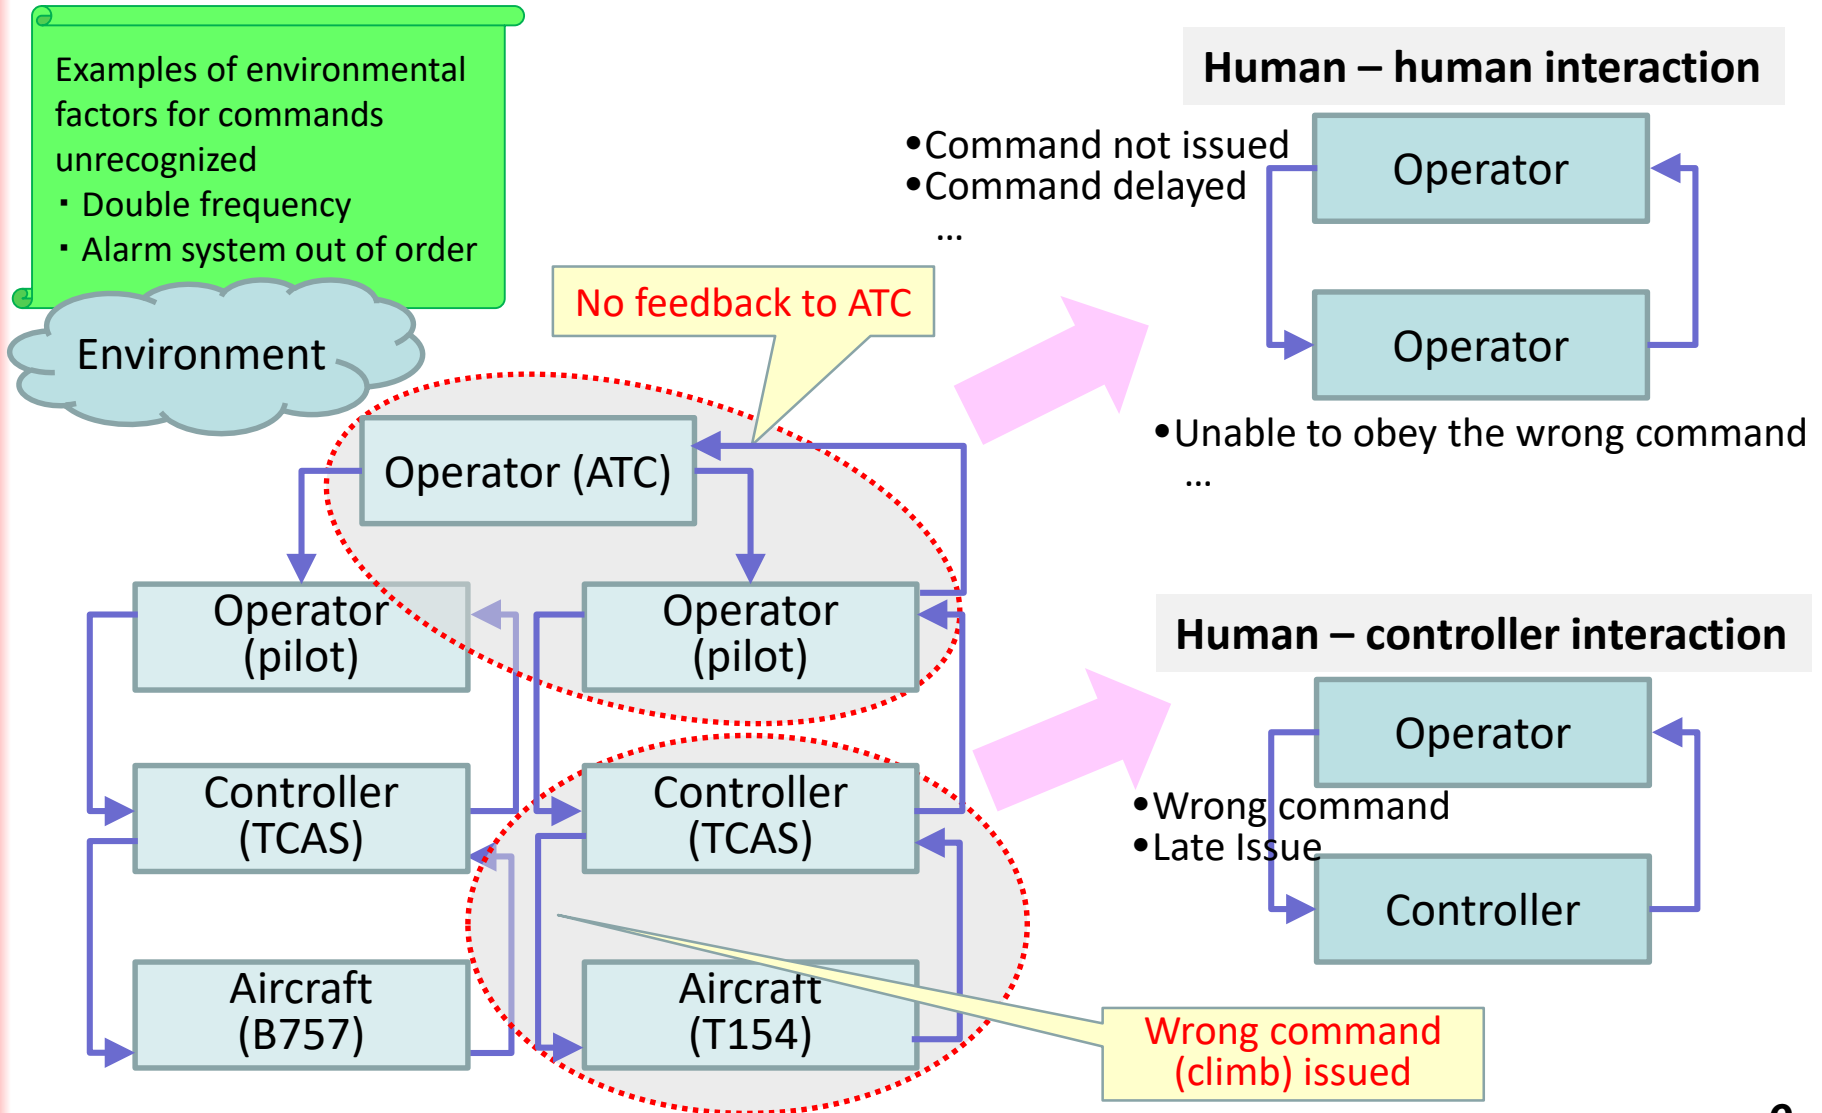 Examples of environmental
factors for commands
unrecognized
・Double frequency
・Alarm system out of order
Environment
No feedback to ATC
Operator (ATC)
Operator
(pilot)
Operator
(pilot)
Controller
(TCAS)
Controller
(TCAS)
Aircraft
(B757)
Aircraft
(T154)
Wrong command
(climb) issued
Human – human interaction
•Command not issued
•Command delayed
...
Operator
Operator
•Unable to obey the wrong command
...
Human – controller interaction
Operator
•Wrong command
•Late Issue
Controller